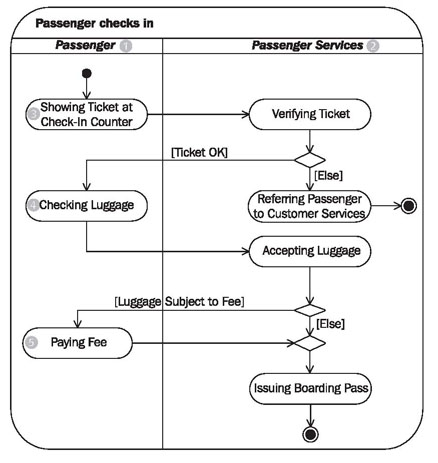 Passenger checks in
Passenger 1
Passenger Services 2
3 Showing Ticket at
Check-In Counter
Verifying Ticket
[Ticket OK]
[Else]
4 Checking Luggage
Referring Passenger
to Customer Services
Accepting Luggage
[Luggage Subject to Fee]
[Else]
5 Paying Fee
Issuing Boarding Pass